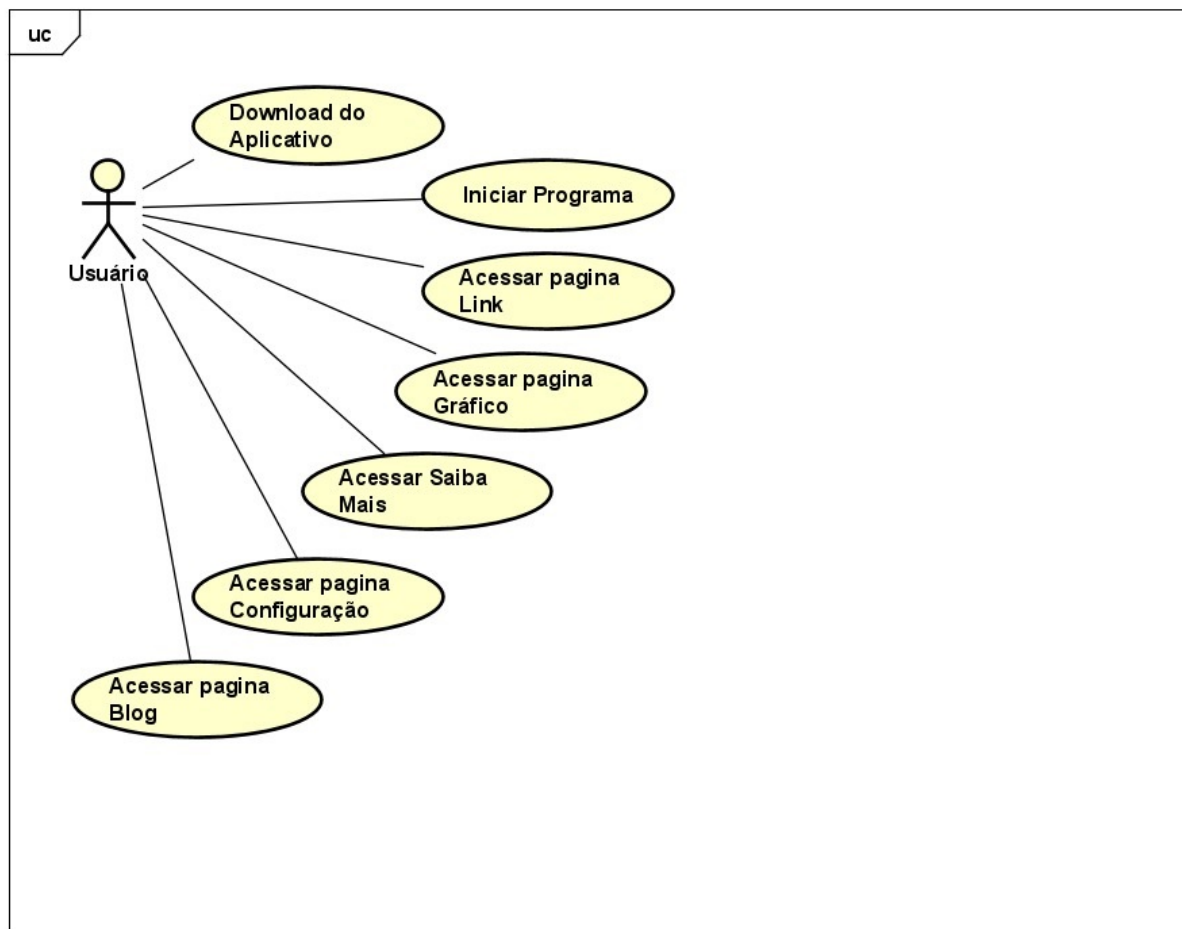 uc
Download do
Aplicativo
Iniciar Programa
Usuário
Acessar pagina
Link
Acessar pagina
Gráfico
Acessar Saiba
Mais
Acessar pagina
Configuração
Acessar pagina
Blog